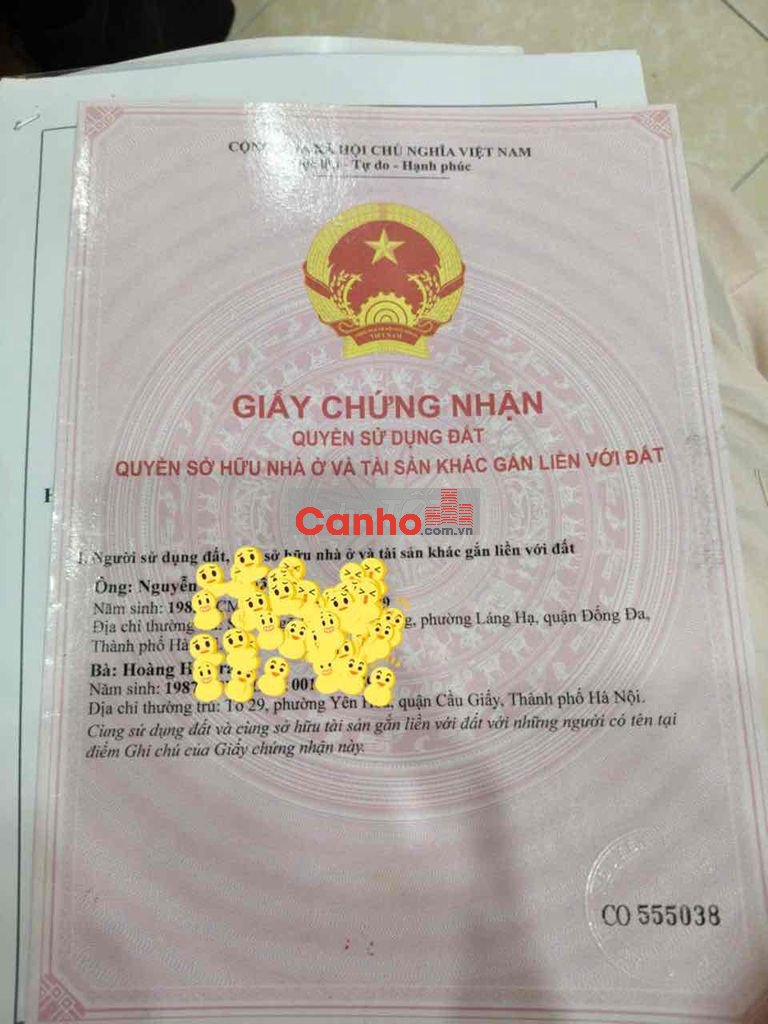 CỘNG XÃ HỘI CHỦ NGHĨA VIỆT NAM
- Tự do - Hạnh phúc
VIỆT NAM
GIẤY CHỨNG NHẬN
QUYỀN SỬ DỤNG ĐẤT
QUYỀN SỞ HỮU NHÀ Ở VÀ TÀI SẢN KHÁC GẮN LIỀN VỚI ĐẤT
Canho
.com.vn
I. Người sử dụng đất, sở hữu nhà ở và tài sản khác gắn liền với đất
Ông: Nguyễn
Năm sinh: 198
Địa chỉ thường phường Láng Hạ, quận Đống Đa,
Thành phố Hà
Bà: Hoàng
Năm sinh: 1987 001
Địa chỉ thường trú: Tổ 29, phường Yên quận Cầu Giấy, Thành phố Hà Nội.
Cùng sử dụng đất và cùng sở hữu tài sản gắn liền với đất với những người có tên tại
điểm Ghi chú của Giấy chứng nhận này.
CO 555038